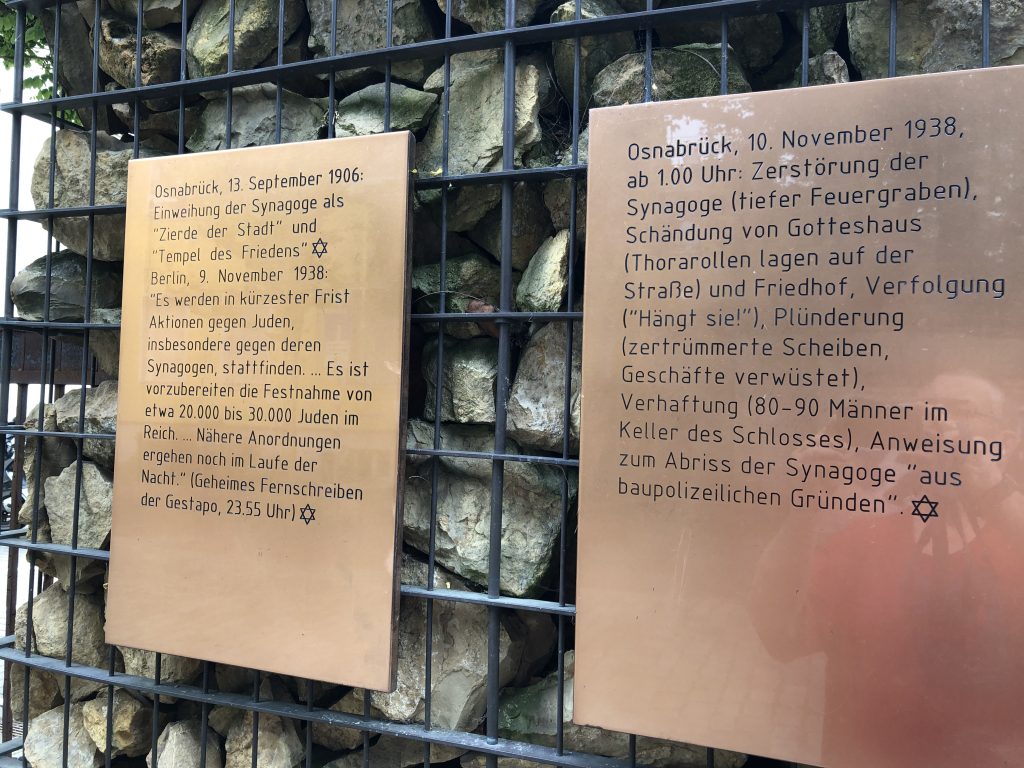 Osnabrück, 13. September 1906:
Einweihung der Synagoge als
"Zierde der Stadt" und
"Tempel des Friedens" ✡
Berlin, 9. November 1938:
"Es werden in kürzester Frist
Aktionen gegen Juden,
insbesondere gegen deren
Synagogen, stattfinden. ... Es ist
vorzubereiten die Festnahme von
etwa 20.000 bis 30.000 Juden im
Reich. ... Nähere Anordnungen
ergehen noch im Laufe der
Nacht." (Geheimes Fernschreiben
der Gestapo, 23.55 Uhr) ✡
Osnabrück, 10. November 1938,
ab 1.00 Uhr: Zerstörung der
Synagoge (tiefer Feuergraben),
Schändung von Gotteshaus
(Thorarollen lagen auf der
Straße) und Friedhof, Verfolgung
("Hängt sie!"), Plünderung
(zertrümmerte Scheiben,
Geschäfte verwüstet),
Verhaftung (80-90 Männer im
Keller des Schlosses), Anweisung
zum Abriss der Synagoge "aus
baupolizeilichen Gründen". ✡